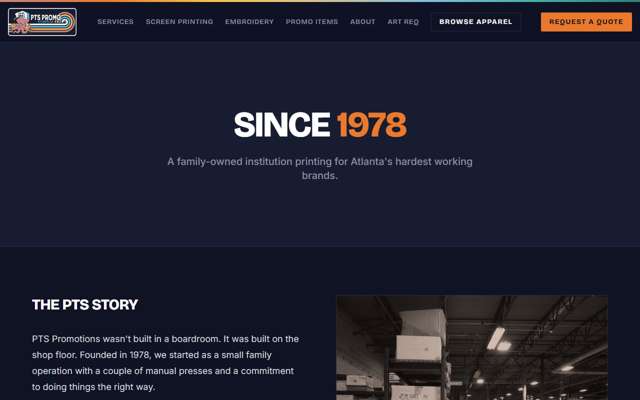 PTS PROMO
SERVICES
SCREEN PRINTING
EMBROIDERY
PROMO ITEMS
ABOUT
ART REQ
BROWSE APPAREL
REQUEST A QUOTE
SINCE 1978
A family-owned institution printing for Atlanta's hardest working
brands.
THE PTS STORY
PTS Promotions wasn't built in a boardroom. It was built on the
shop floor. Founded in 1978, we started as a small family
operation with a couple of manual presses and a commitment
to doing things the right way.